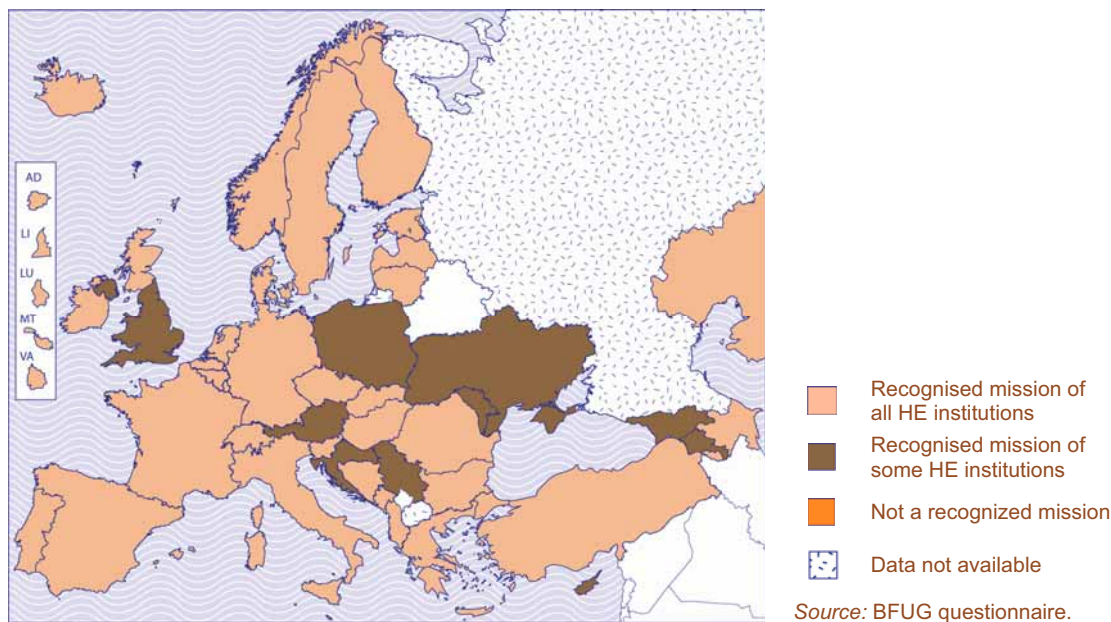 AD
LI
LU
MT
VA
Recognised mission of
all HE institutions
Recognised mission of
some HE institutions
Not a recognized mission
Data not available
Source: BFUG questionnaire.